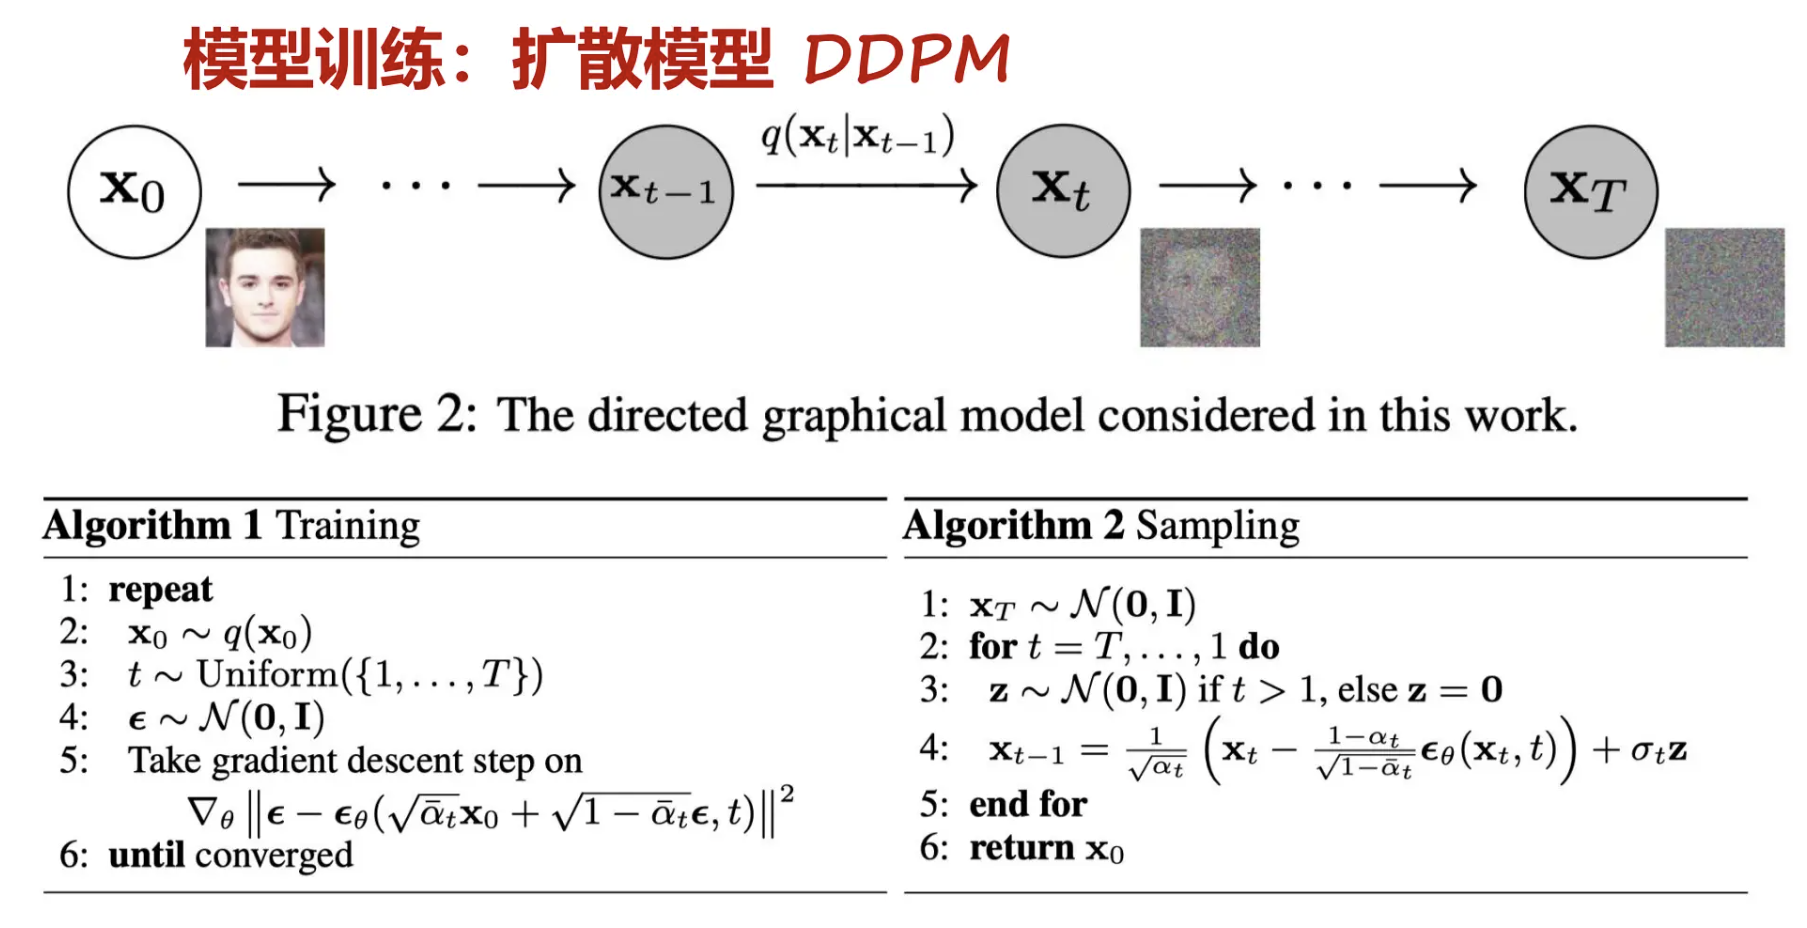 模型训练：扩散模型 DDPM
q(x_t|x_{t−1})
x_0 → ··· → x_{t−1} → x_t → ··· → x_T
Figure 2: The directed graphical model considered in this work.
Algorithm 1 Training
1: repeat
2: x_0 ∼ q(x_0)
3: t ∼ Uniform({1, . . . , T})
4: ϵ ∼ 𝒩(0, I)
5: Take gradient descent step on
∇_θ ‖ϵ − ϵ_θ(√ᾱ_t x_0 + √(1 − ᾱ_t) ϵ, t)‖²
6: until converged
Algorithm 2 Sampling
1: x_T ∼ 𝒩(0, I)
2: for t = T, . . . , 1 do
3: z ∼ 𝒩(0, I) if t > 1, else z = 0
4: x_{t−1} = 1/√α_t (x_t − (1−α_t)/√(1−ᾱ_t) ϵ_θ(x_t, t)) + σ_t z
5: end for
6: return x_0